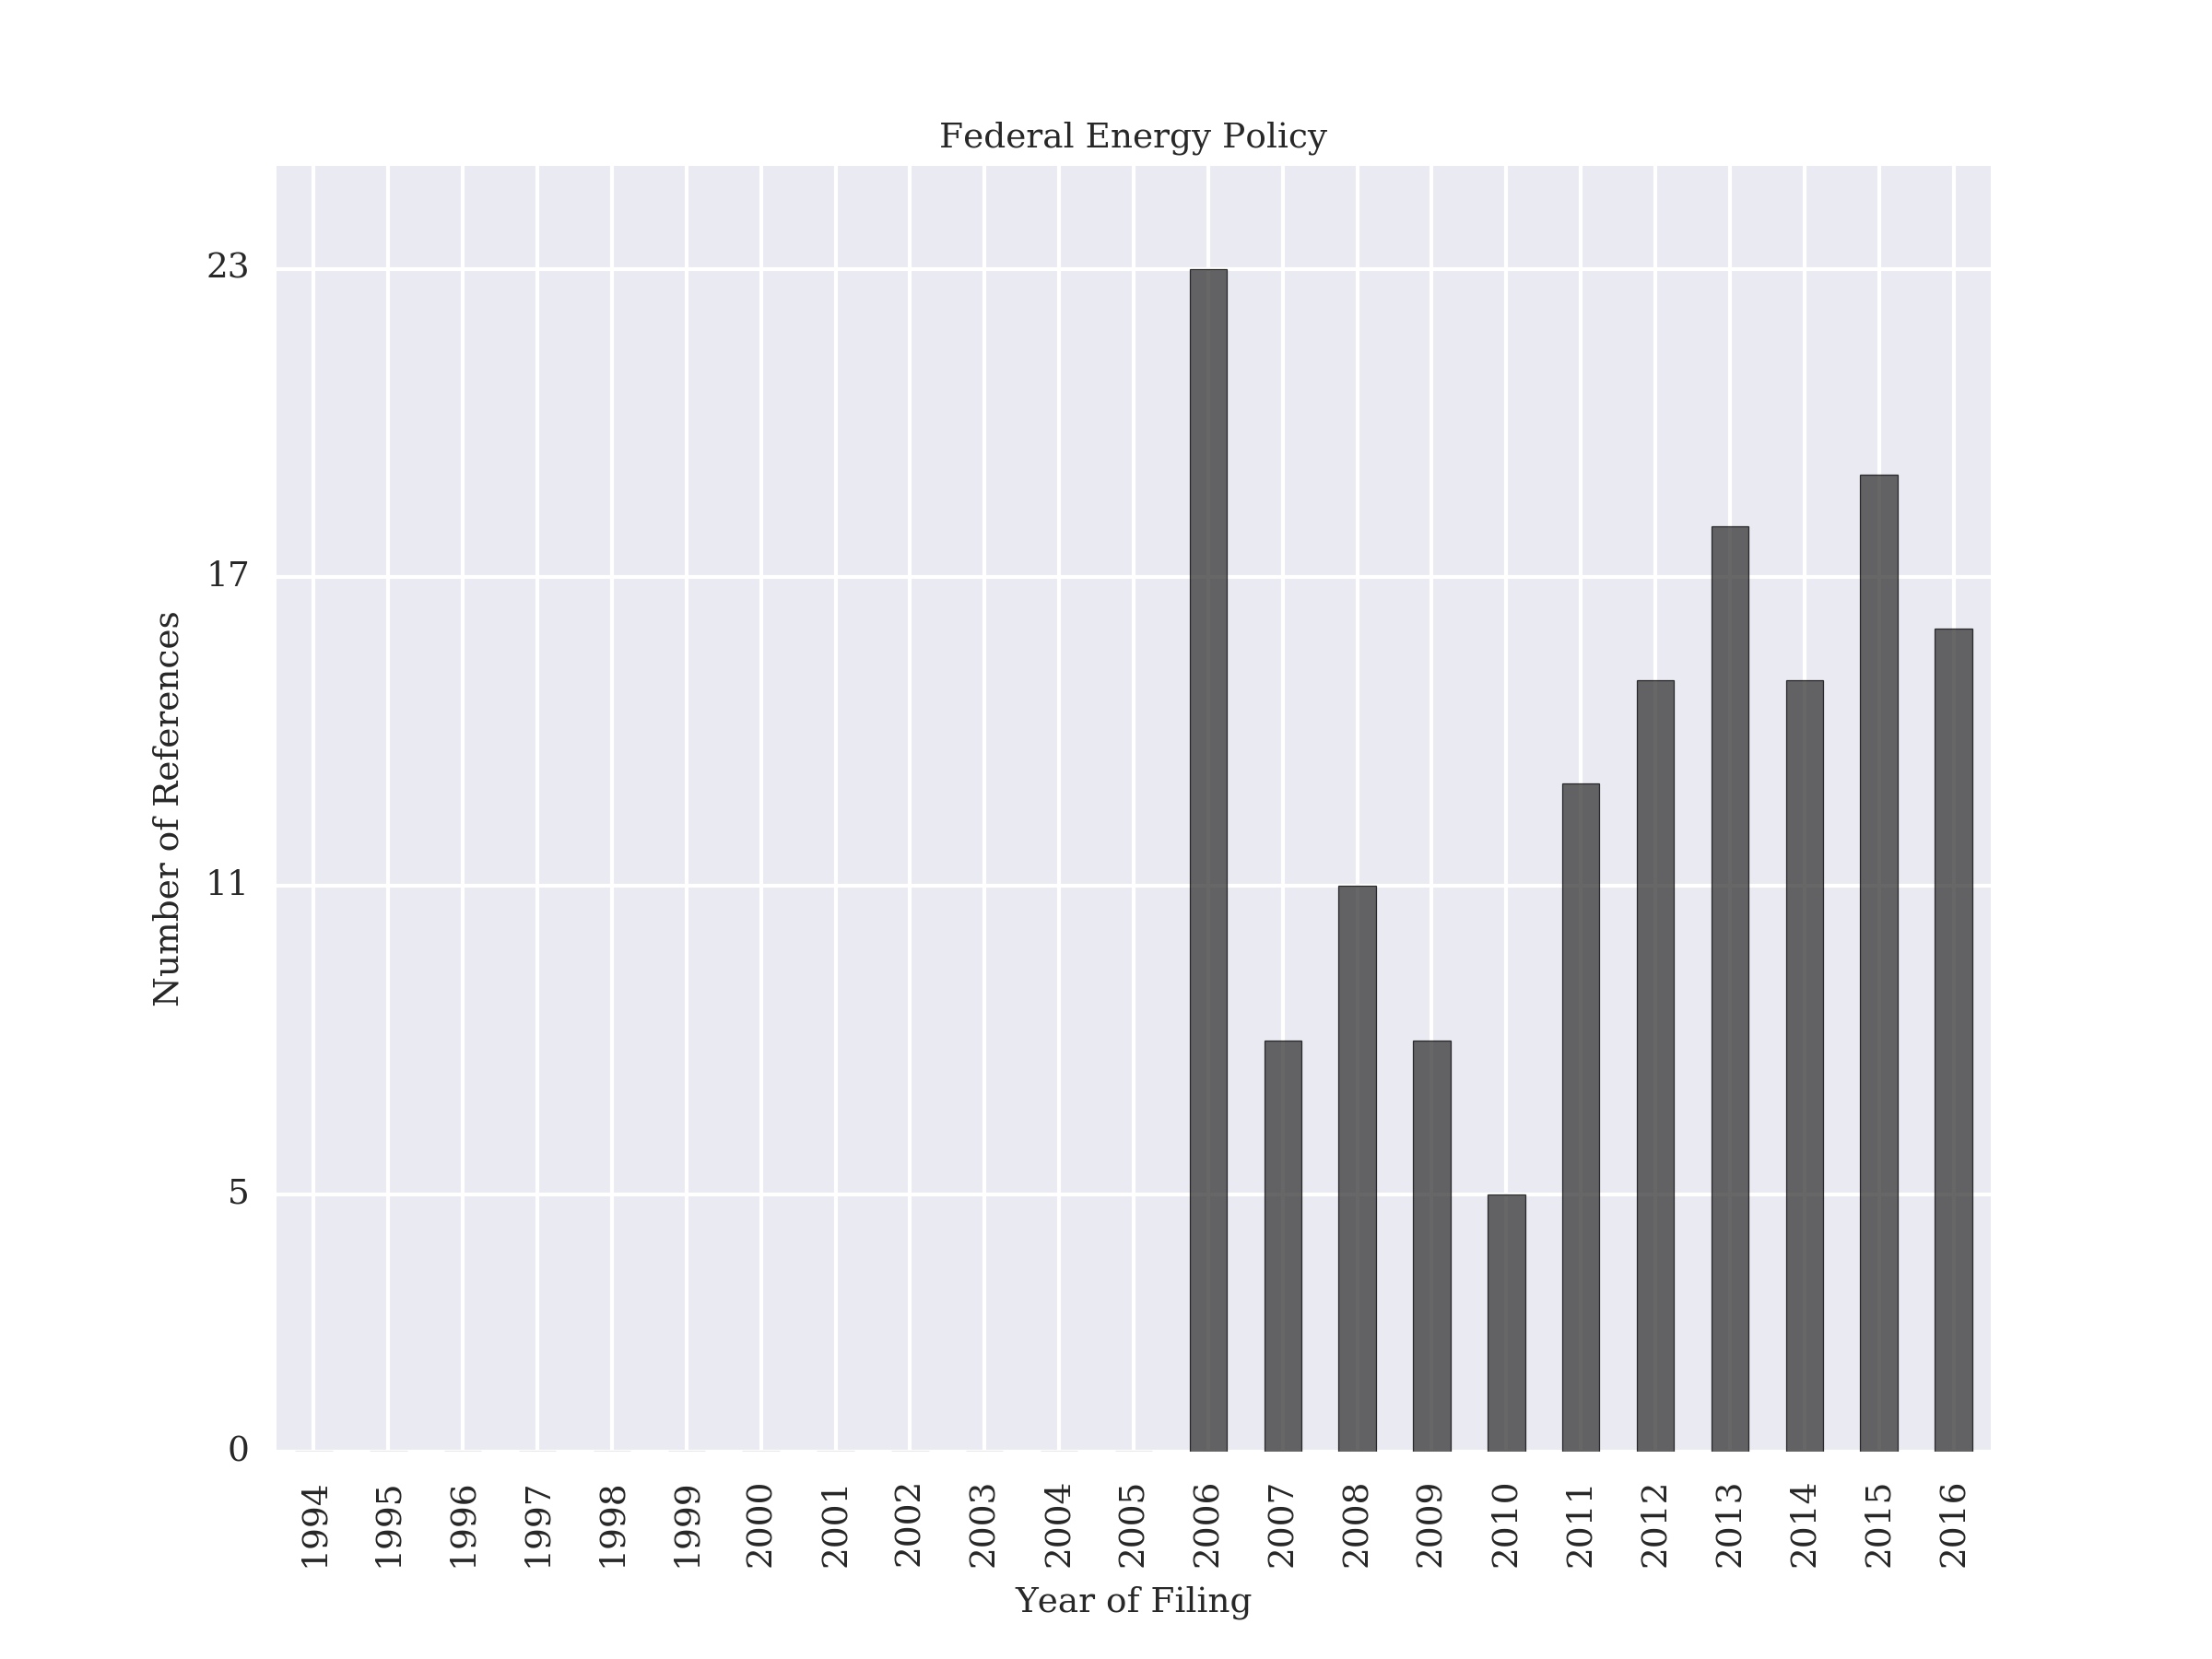 Federal Energy Policy
23
17
11
5
0
Number of References
1994 1995 1996 1997 1998 1999 2000 2001 2002 2003 2004 2005 2006 2007 2008 2009 2010 2011 2012 2013 2014 2015 2016
Year of Filing